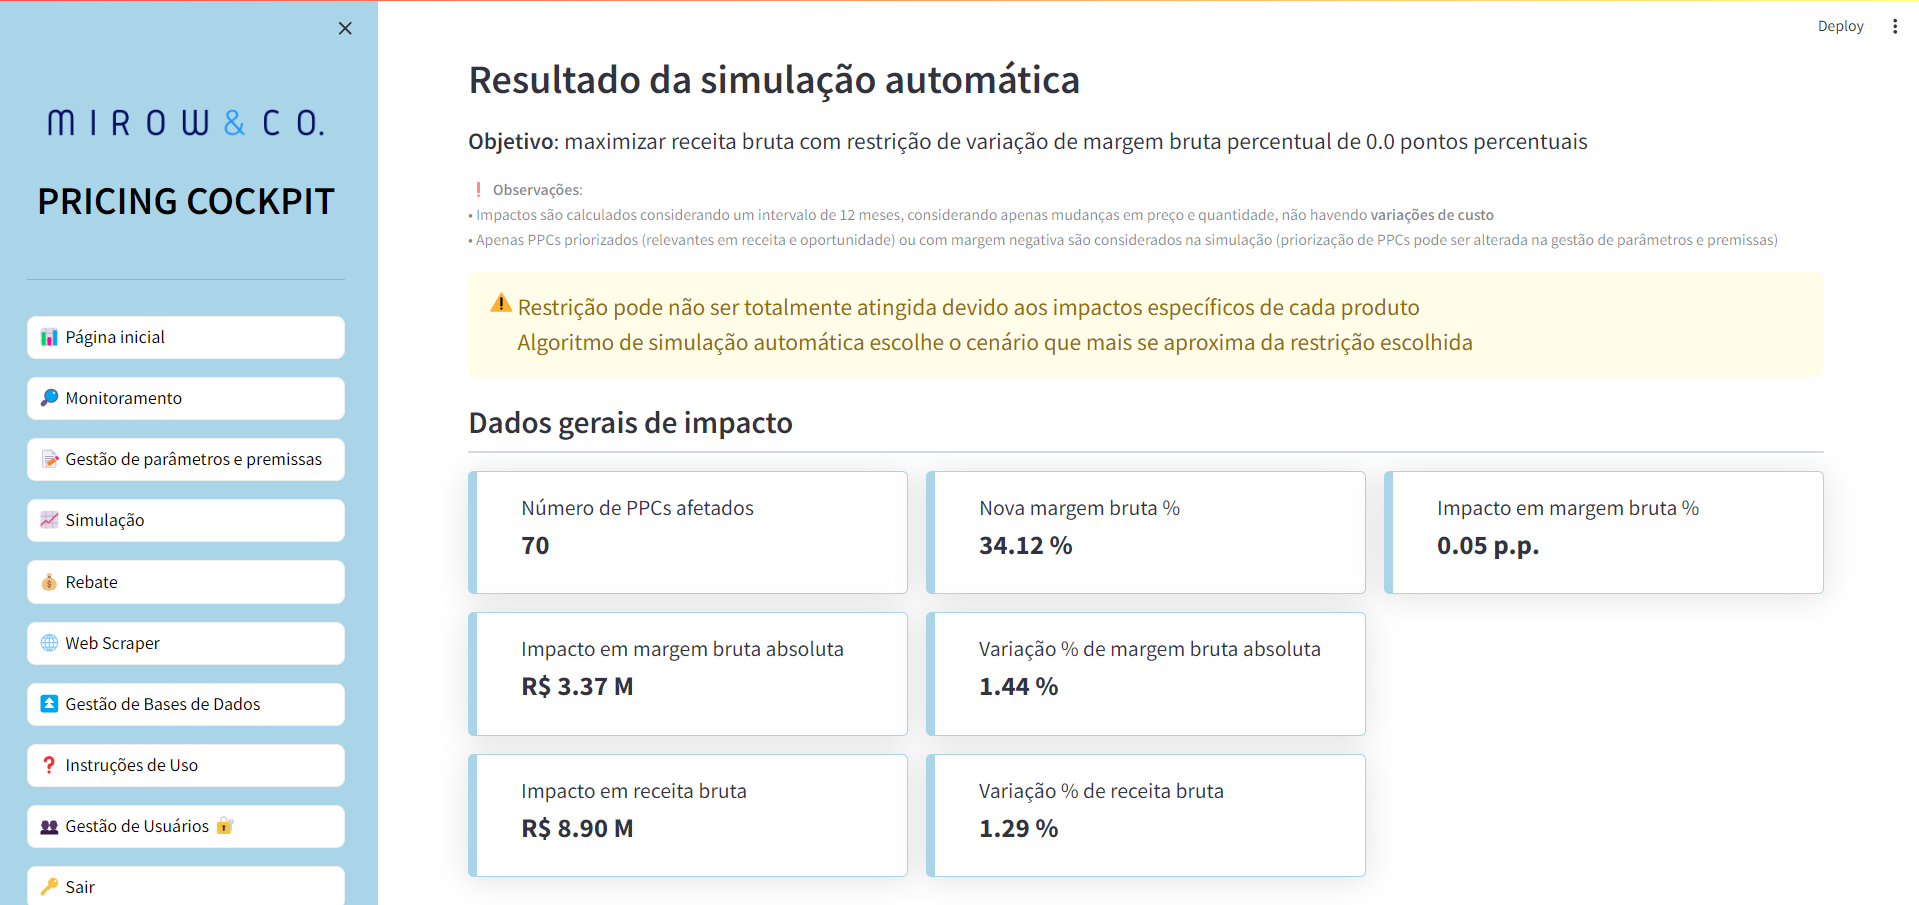 MIROW & CO.
PRICING COCKPIT
Página inicial
Monitoramento
Gestão de parâmetros e premissas
Simulação
Rebate
Web Scraper
Gestão de Bases de Dados
Instruções de Uso
Gestão de Usuários
Sair
Deploy
Resultado da simulação automática
Objetivo: maximizar receita bruta com restrição de variação de margem bruta percentual de 0.0 pontos percentuais
Observações:
• Impactos são calculados considerando um intervalo de 12 meses, considerando apenas mudanças em preço e quantidade, não havendo variações de custo
• Apenas PPCs priorizados (relevantes em receita e oportunidade) ou com margem negativa são considerados na simulação (priorização de PPCs pode ser alterada na gestão de parâmetros e premissas)
Restrição pode não ser totalmente atingida devido aos impactos específicos de cada produto
Algoritmo de simulação automática escolhe o cenário que mais se aproxima da restrição escolhida
Dados gerais de impacto
Número de PPCs afetados
70
Nova margem bruta %
34.12 %
Impacto em margem bruta %
0.05 p.p.
Impacto em margem bruta absoluta
R$ 3.37 M
Variação % de margem bruta absoluta
1.44 %
Impacto em receita bruta
R$ 8.90 M
Variação % de receita bruta
1.29 %